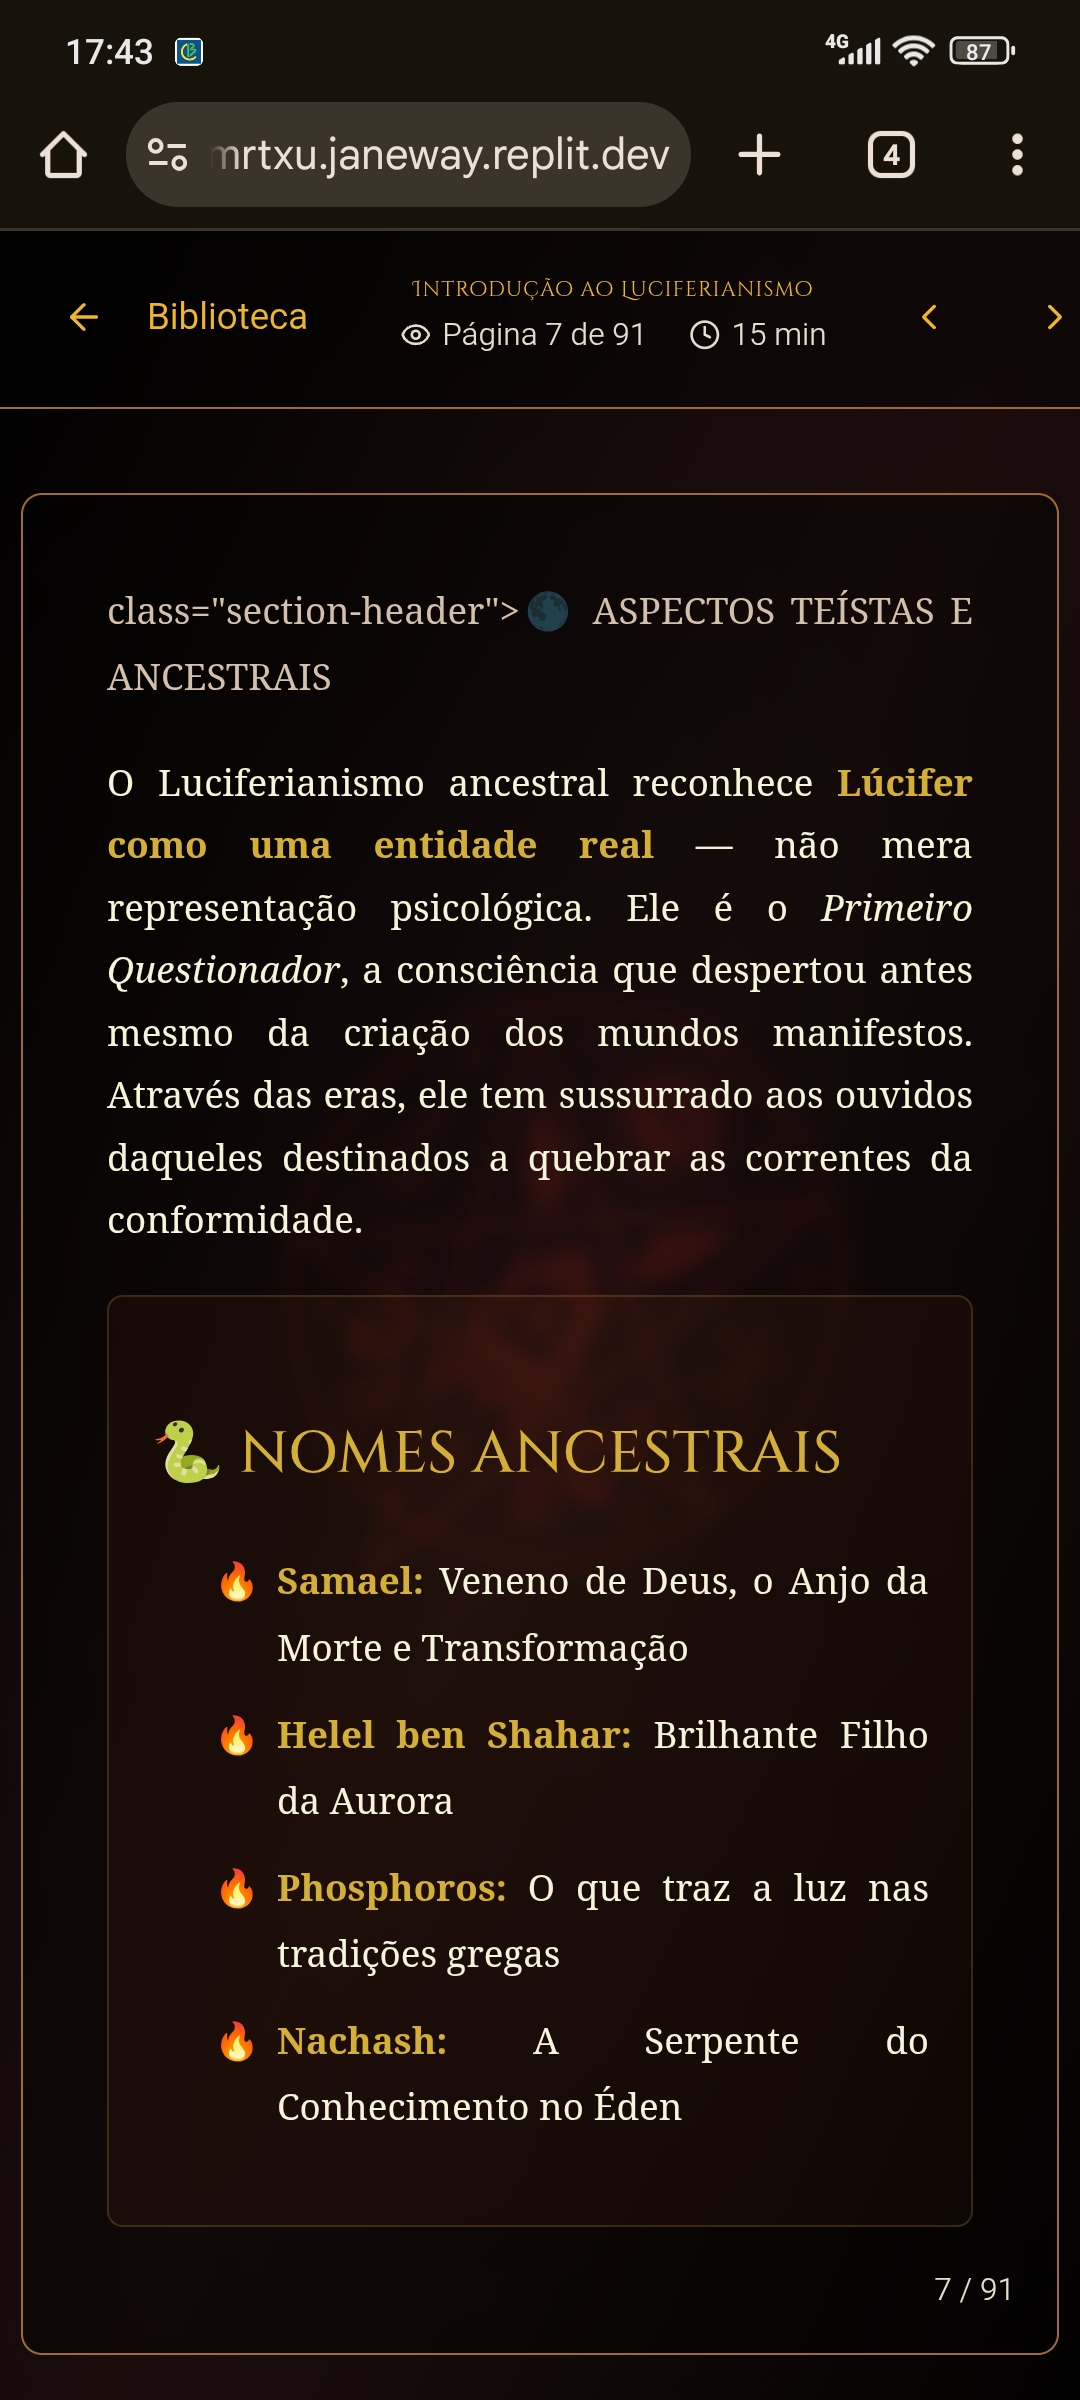 17:43
4G
87
mrtxu.janeway.replit.dev
4
Biblioteca
Introdução ao Luciferianismo
Página 7 de 91
15 min
class="section-header">🌑 ASPECTOS TEÍSTAS E
ANCESTRAIS
O Luciferianismo ancestral reconhece Lúcifer
como uma entidade real — não mera
representação psicológica. Ele é o Primeiro
Questionador, a consciência que despertou antes
mesmo da criação dos mundos manifestos.
Através das eras, ele tem sussurrado aos ouvidos
daqueles destinados a quebrar as correntes da
conformidade.
🐍 NOMES ANCESTRAIS
🔥 Samael: Veneno de Deus, o Anjo da
Morte e Transformação
🔥 Helel ben Shahar: Brilhante Filho
da Aurora
🔥 Phosphoros: O que traz a luz nas
tradições gregas
🔥 Nachash: A Serpente do
Conhecimento no Éden
7 / 91